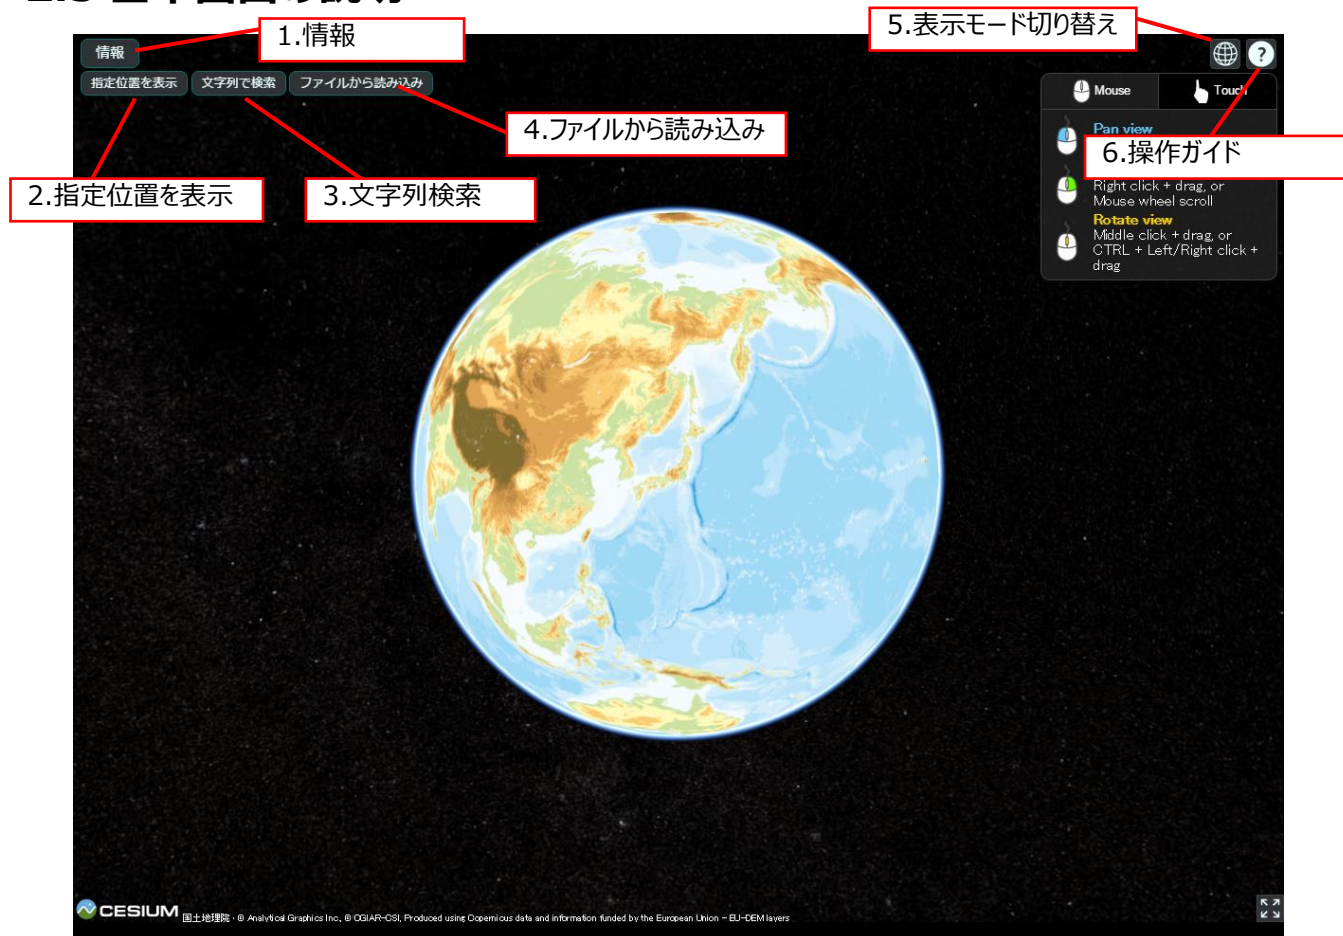 1.情報
5.表示モード切り替え
情報
?
指定位置を表示 文字列で検索 ファイルから読み込み
Mouse Touch
4.ファイルから読み込み
Pan view
6.操作ガイド
2.指定位置を表示
3.文字列検索
Right click + drag, or
Mouse wheel scroll
Rotate view
Middle click + drag, or
CTRL + Left/Right click +
drag
CESIUM 国土地理院 · © Analytical Graphics Inc., © CGIAR-CSI, Produced using Copernicus data and information funded by the European Union - EU-DEM layers